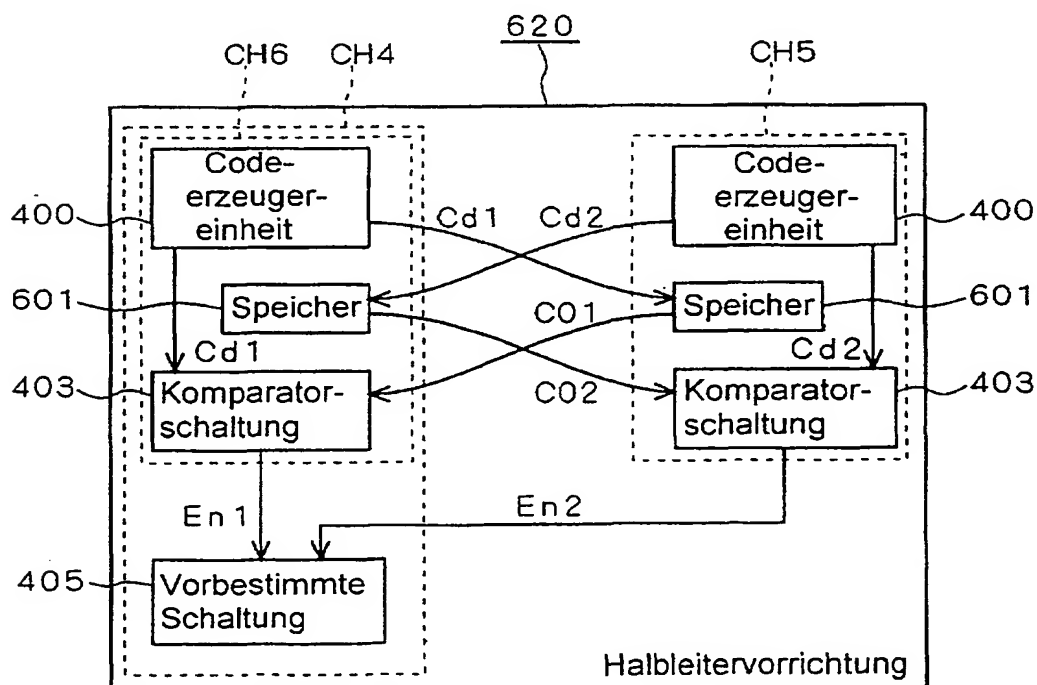 620
CH6
CH4
CH5
Code-
erzeuger-
einheit
Code-
erzeuger-
einheit
400
400
Cd1
Cd2
601
Speicher
Speicher
601
C01
Cd1
Cd2
403
Komparator-
schaltung
C02
Komparator-
schaltung
403
En1
En2
405
Vorbestimmte
Schaltung
Halbleitervorrichtung